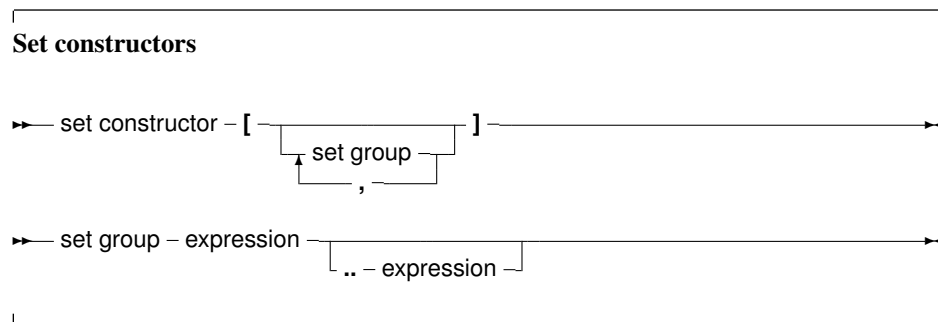 Set constructors
set constructor – [ ]
set group
,
set group – expression
.. – expression